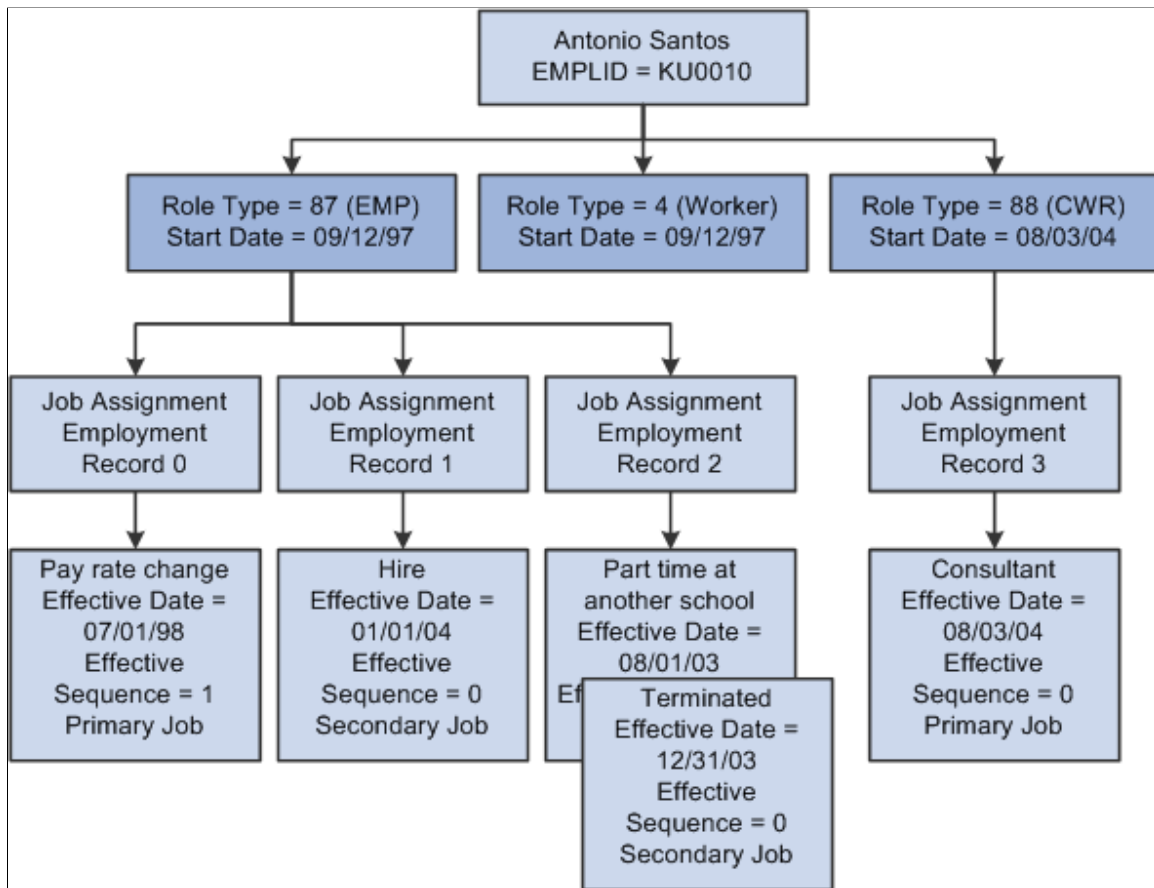 Antonio Santos
EMPLID = KU0010
Role Type = 87 (EMP)
Start Date = 09/12/97
Role Type = 4 (Worker)
Start Date = 09/12/97
Role Type = 88 (CWR)
Start Date = 08/03/04
Job Assignment
Employment
Record 0
Job Assignment
Employment
Record 1
Job Assignment
Employment
Record 2
Job Assignment
Employment
Record 3
Pay rate change
Effective Date =
07/01/98
Effective
Sequence = 1
Primary Job
Hire
Effective Date =
01/01/04
Effective
Sequence = 0
Secondary Job
Part time at
another school
Effective Date =
08/01/03
Terminated
Effective Date =
12/31/03
Effective
Sequence = 0
Secondary Job
Consultant
Effective Date =
08/03/04
Effective
Sequence = 0
Primary Job